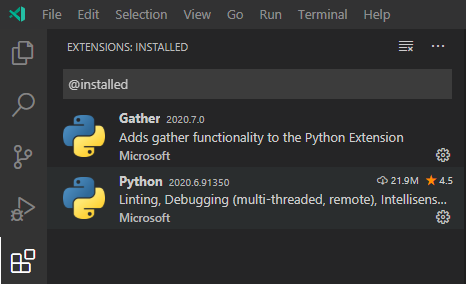 File Edit Selection View Go Run Terminal Help
EXTENSIONS: INSTALLED
@installed
Gather 2020.7.0
Adds gather functionality to the Python Extension
Microsoft
Python 2020.6.91350 21.9M 4.5
Linting, Debugging (multi-threaded, remote), Intellisens...
Microsoft